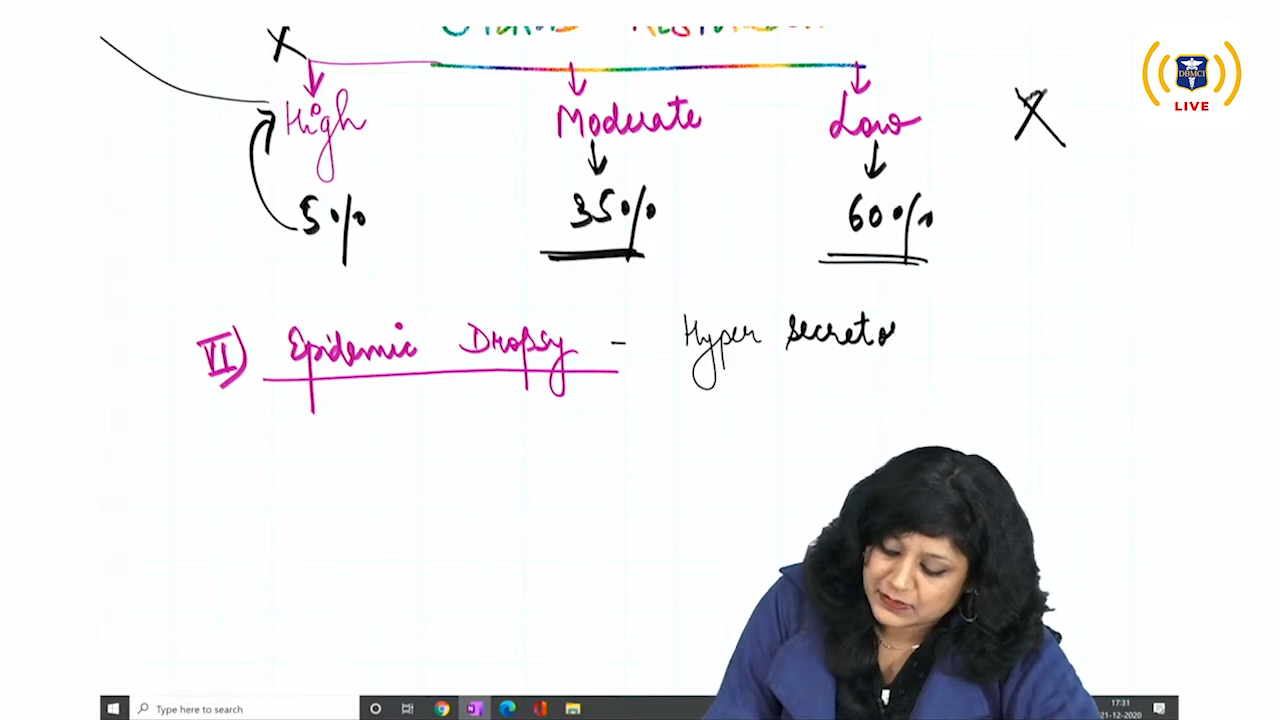 High Moderate Low
5% 35% 60%
VI) Epidemic Dropsy - Hyper Secreto
DBMCI
LIVE
Type here to search
17:31
21-12-2020